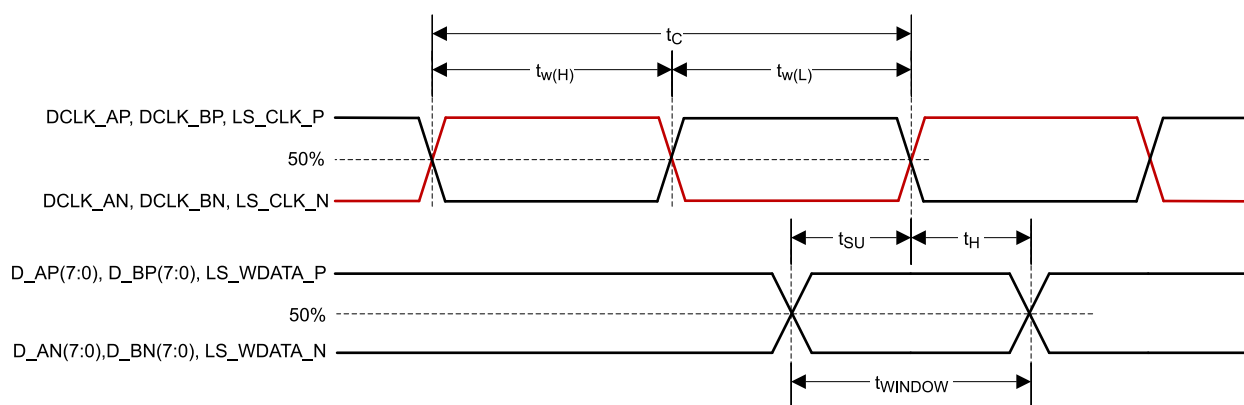 tC
tw(H)
tw(L)
DCLK_AP, DCLK_BP, LS_CLK_P
50%
DCLK_AN, DCLK_BN, LS_CLK_N
tSU
tH
D_AP(7:0), D_BP(7:0), LS_WDATA_P
50%
D_AN(7:0),D_BN(7:0), LS_WDATA_N
tWINDOW